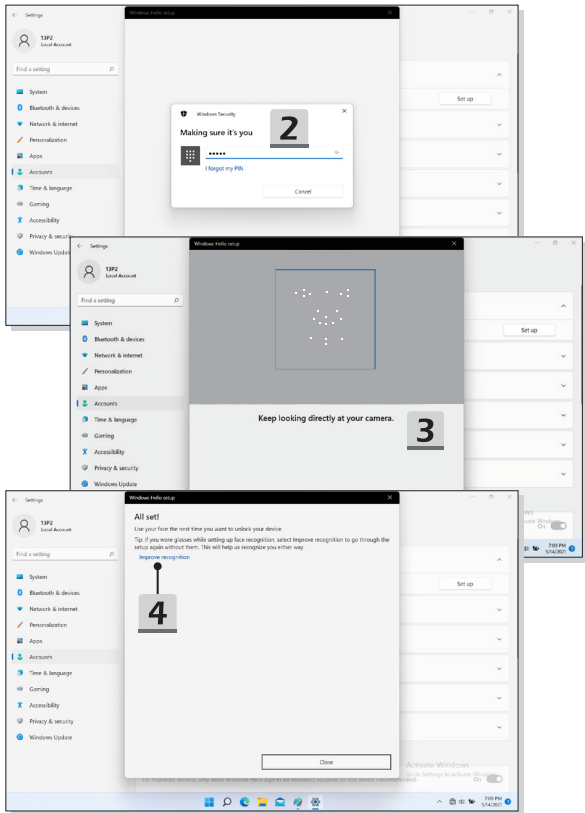 Settings
Windows Hello setup
13P2
Local Account
Find a setting
System
Bluetooth & devices
Network & internet
Personalization
Apps
Accounts
Time & language
Gaming
Accessibility
Privacy & security
Windows Update
Set up
Windows Security
Making sure it's you
2
I forgot my PIN
Cancel
Settings
Windows Hello setup
13P2
Local Account
Find a setting
System
Bluetooth & devices
Network & internet
Personalization
Apps
Accounts
Time & language
Gaming
Accessibility
Privacy & security
Windows Update
Set up
Keep looking directly at your camera.
3
On
7:09 PM
5/14/2021
Settings
Windows Hello setup
13P2
Local Account
Find a setting
System
Bluetooth & devices
Network & internet
Personalization
Apps
Accounts
Time & language
Gaming
Accessibility
Privacy & security
Windows Update
All set!
Use your face the next time you want to unlock your device.
Tip: If you wore glasses while setting up face recognition, select Improve recognition to go through the
setup again without them. This will help us recognize you either way.
Improve recognition
4
Set up
Close
Activate Windows
Go to Settings to activate Windows.
On
7:09 PM
5/14/2021